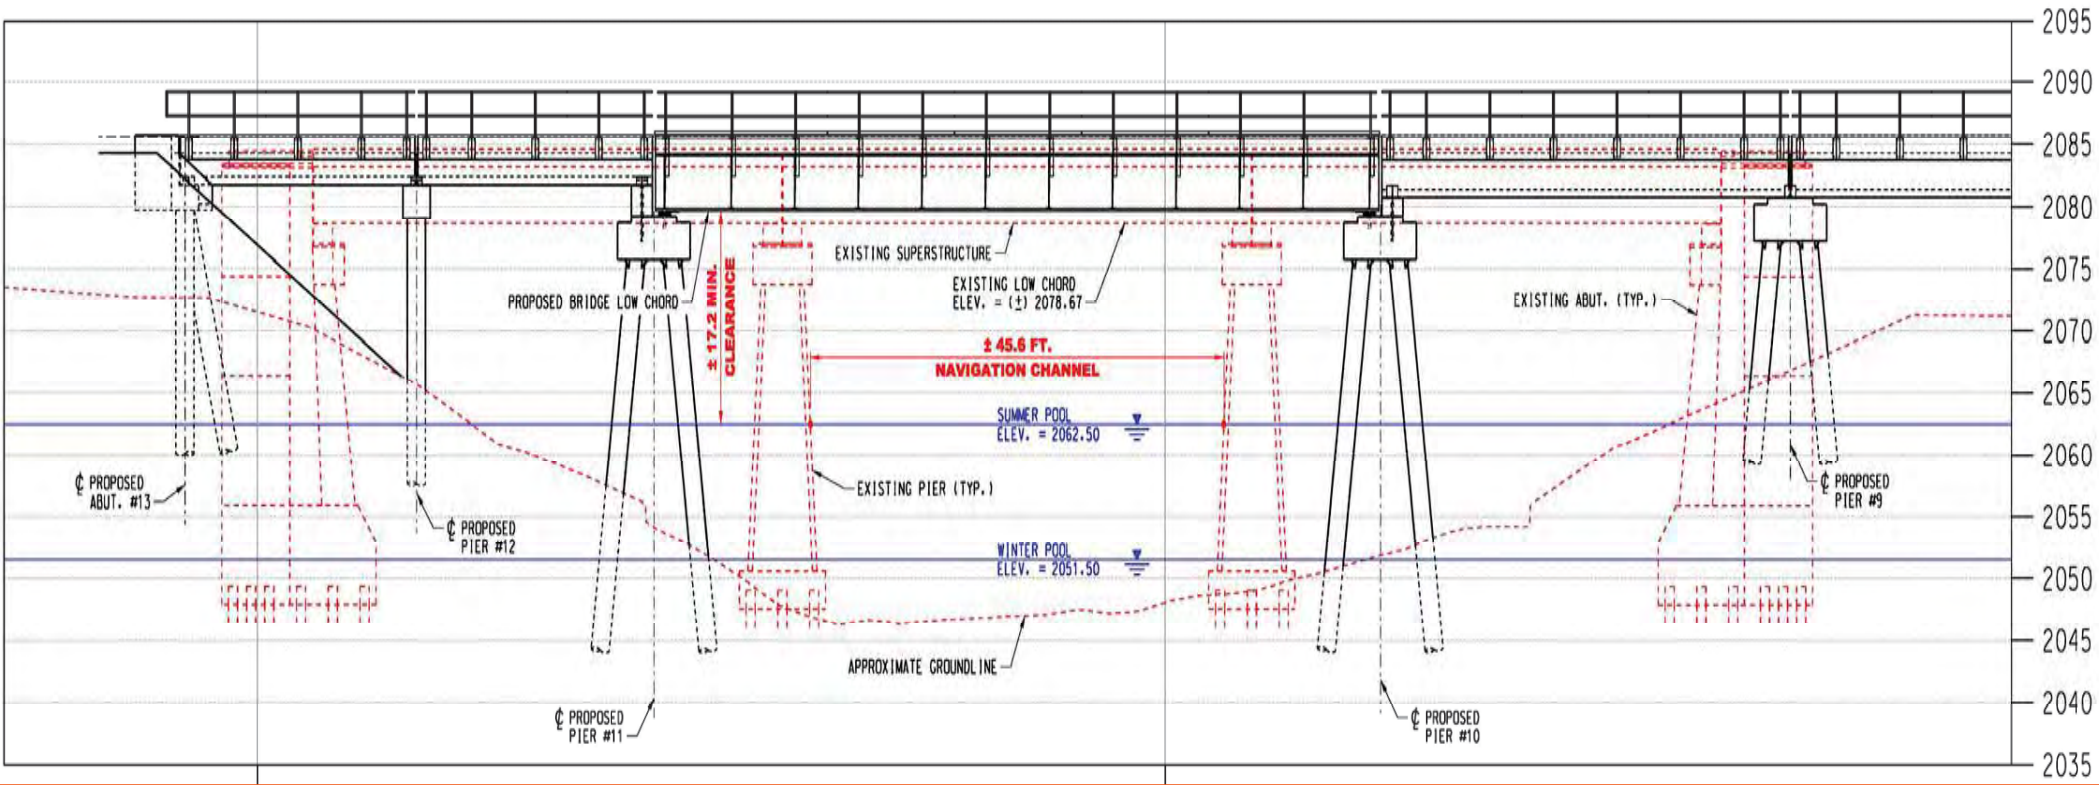 2095
2090
2085
2080
2075
2070
2065
2060
2055
2050
2045
2040
2035
EXISTING SUPERSTRUCTURE
PROPOSED BRIDGE LOW CHORD
EXISTING LOW CHORD
ELEV. = (±) 2078.67
EXISTING ABUT. (TYP.)
± 17.2 MIN.
CLEARANCE
± 45.6 FT.
NAVIGATION CHANNEL
SUMMER POOL
ELEV. = 2062.50
℄ PROPOSED
ABUT. #13
EXISTING PIER (TYP.)
℄ PROPOSED
PIER #9
℄ PROPOSED
PIER #12
WINTER POOL
ELEV. = 2051.50
APPROXIMATE GROUNDLINE
℄ PROPOSED
PIER #11
℄ PROPOSED
PIER #10